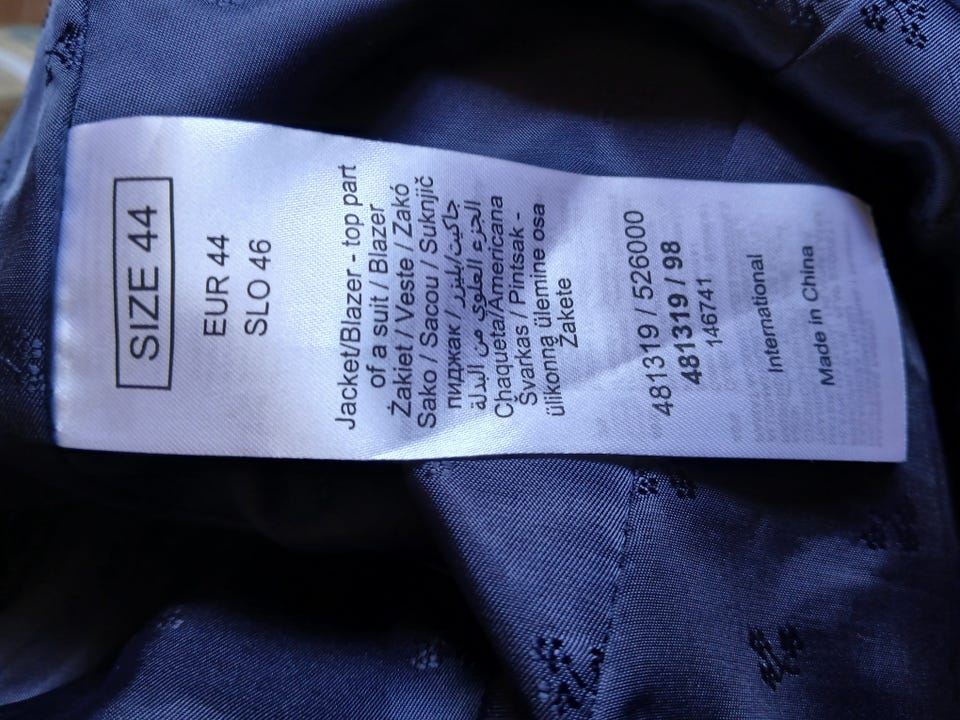 SIZE 44
EUR 44
SLO 46
Jacket/Blazer - top part
of a suit / Blazer
Żakiet / Veste / Zakó
Sako / Sacou / Suknjič
пиджак / جاكيت/بليزر
الجزء العلوي من البدلة
Chaqueta/Americana
Švarkas / Pintsak -
ülikonna ülemine osa
Žakete
481319 / 526000
481319 / 98
146741
International
Made in China